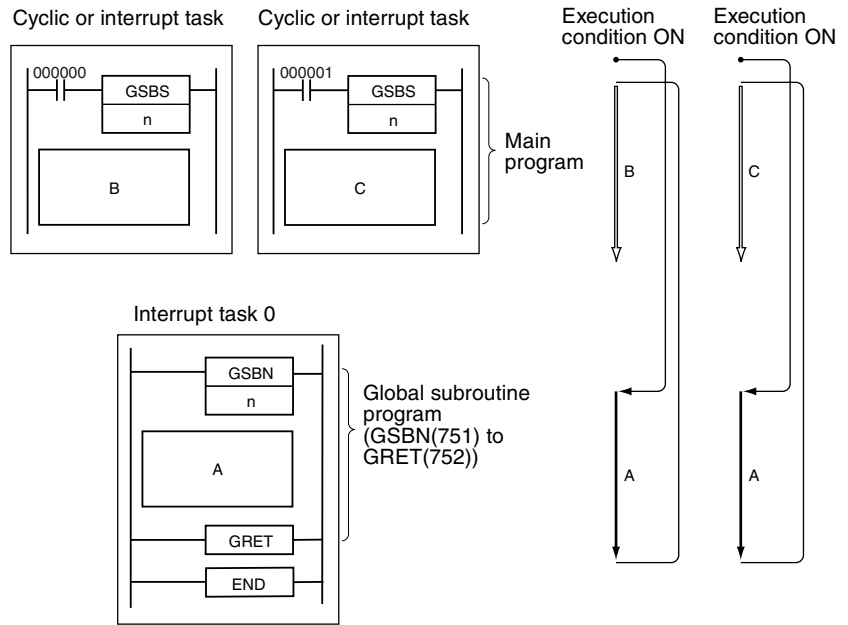 Cyclic or interrupt task
000000
GSBS
n
B
Cyclic or interrupt task
000001
GSBS
n
C
Main
program
Interrupt task 0
GSBN
n
A
GRET
END
Global subroutine
program
(GSBN(751) to
GRET(752))
Execution
condition ON
B
A
Execution
condition ON
C
A